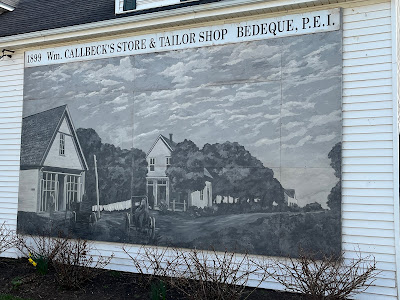 1899 Wm. CALLBECK'S STORE & TAILOR SHOP BEDEQUE, P.E.I.